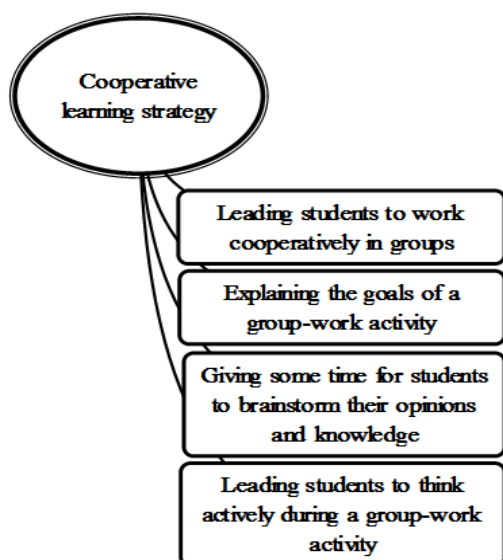 Cooperative
learning strategy
Leading students to work
cooperatively in groups
Explaining the goals of a
group-work activity
Giving some time for students
to brainstorm their opinions
and knowledge
Leading students to think
actively during a group-work
activity